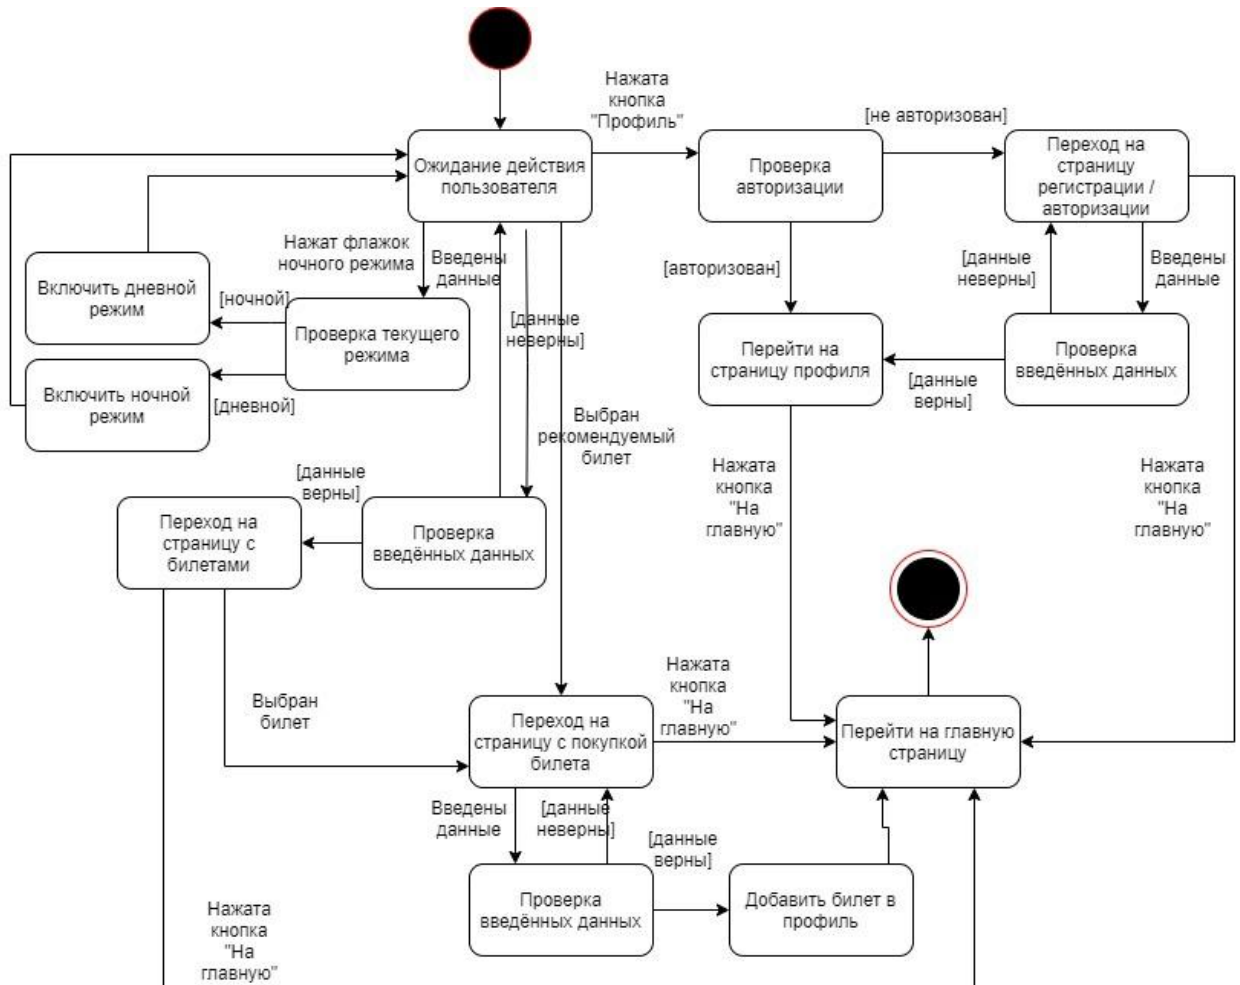 Нажата
кнопка
"Профиль"
[не авторизован]
Ожидание действия
пользователя
Проверка
авторизации
Переход на
страницу
регистрации /
авторизации
Нажат флажок
ночного режима
Введены
данные
[авторизован]
[данные
неверны]
Введены
данные
Включить дневной
режим
[ночной]
Проверка текущего
режима
[данные
неверны]
Перейти на
страницу профиля
Проверка
введённых данных
[данные
верны]
Включить ночной
режим
[дневной]
Выбран
рекомендуемый
билет
[данные
верны]
Нажата
кнопка
"На
главную"
Нажата
кнопка
"На
главную"
Переход на
страницу с
билетами
Проверка
введённых данных
Выбран
билет
Нажата
кнопка
"На
главную"
Переход на
страницу с покупкой
билета
Перейти на главную
страницу
Введены
данные
[данные
неверны]
[данные
верны]
Проверка
введённых данных
Добавить билет в
профиль
Нажата
кнопка
"На
главную"